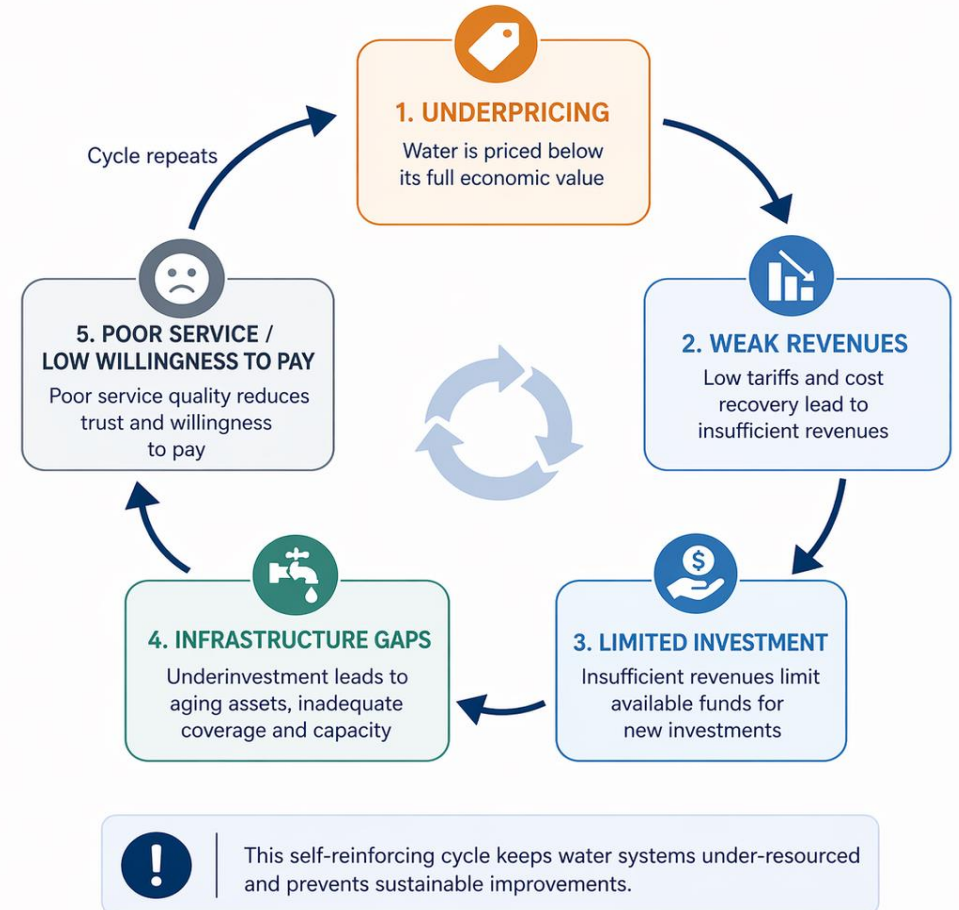 1. UNDERPRICING
Water is priced below
its full economic value
Cycle repeats
2. WEAK REVENUES
Low tariffs and cost
recovery lead to
insufficient revenues
$
3. LIMITED INVESTMENT
Insufficient revenues limit
available funds for
new investments
4. INFRASTRUCTURE GAPS
Underinvestment leads to
aging assets, inadequate
coverage and capacity
5. POOR SERVICE /
LOW WILLINGNESS TO PAY
Poor service quality reduces
trust and willingness
to pay
!
This self-reinforcing cycle keeps water systems under-resourced
and prevents sustainable improvements.